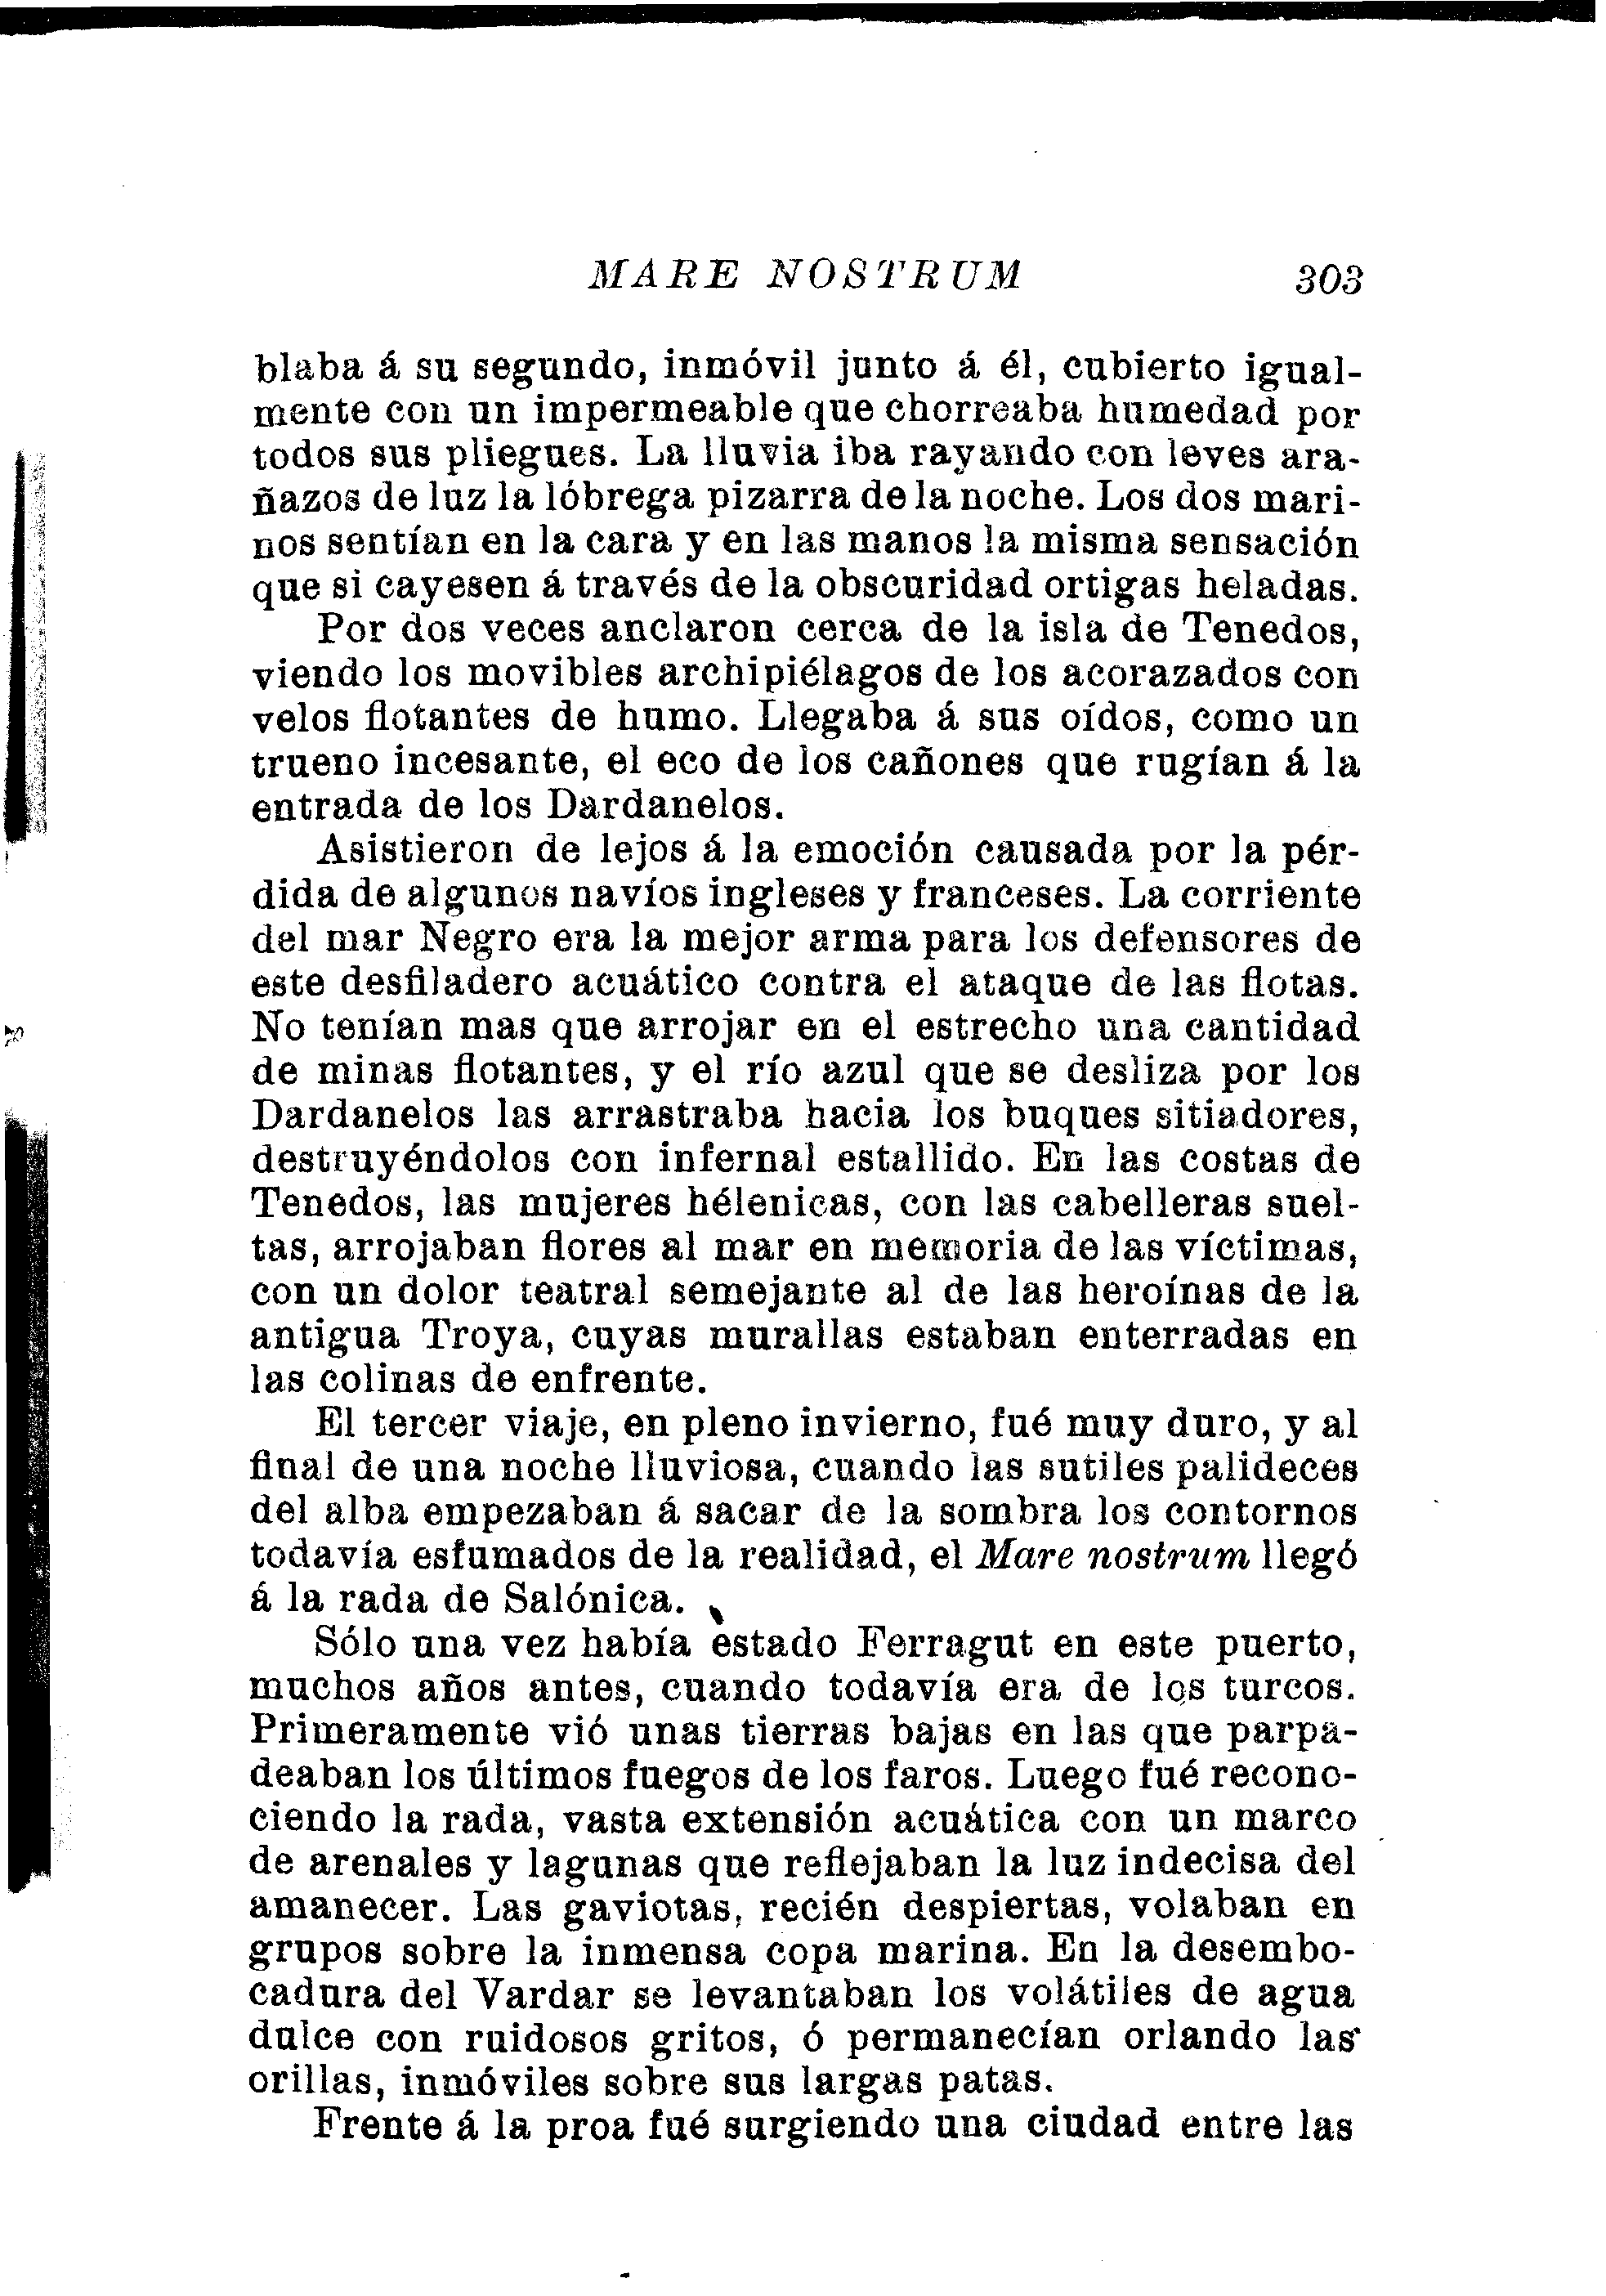 MARE NOSTRUM 303
blaba á su segundo, inmóvil junto á él, cubierto igual-
mente con un impermeable que chorreaba humedad por
todos sus pliegues. La lluvia iba rayando con leves ara-
ñazos de luz la lóbrega pizarra de la noche. Los dos mari-
nos sentían en la cara y en las manos la misma sensación
que si cayesen á través de la obscuridad ortigas heladas.
Por dos veces anclaron cerca de la isla de Tenedos,
viendo los movibles archipiélagos de los acorazados con
velos flotantes de humo. Llegaba á sus oídos, como un
trueno incesante, el eco de los cañones que rugían á la
entrada de los Dardanelos.
Asistieron de lejos á la emoción causada por la pér-
dida de algunos navíos ingleses y franceses. La corriente
del mar Negro era la mejor arma para los defensores de
este desfiladero acuático contra el ataque de las flotas.
No tenían mas que arrojar en el estrecho una cantidad
de minas flotantes, y el río azul que se desliza por los
Dardanelos las arrastraba hacia los buques sitiadores,
destruyéndolos con infernal estallido. En las costas de
Tenedos, las mujeres hélenicas, con las cabelleras suel-
tas, arrojaban flores al mar en memoria de las víctimas,
con un dolor teatral semejante al de las heroínas de la
antigua Troya, cuyas murallas estaban enterradas en
las colinas de enfrente.
El tercer viaje, en pleno invierno, fué muy duro, y al
final de una noche lluviosa, cuando las sutiles palideces
del alba empezaban á sacar de la sombra los contornos
todavía esfumados de la realidad, el Mare nostrum llegó
á la rada de Salónica.
Sólo una vez había estado Ferragut en este puerto,
muchos años antes, cuando todavía era de los turcos.
Primeramente vió unas tierras bajas en las que parpa-
deaban los últimos fuegos de los faros. Luego fué recono-
ciendo la rada, vasta extensión acuática con un marco
de arenales y lagunas que reflejaban la luz indecisa del
amanecer. Las gaviotas, recién despiertas, volaban en
grupos sobre la inmensa copa marina. En la desembo-
cadura del Vardar se levantaban los volátiles de agua
dulce con ruidosos gritos, ó permanecían orlando las
orillas, inmóviles sobre sus largas patas.
Frente á la proa fué surgiendo una ciudad entre las